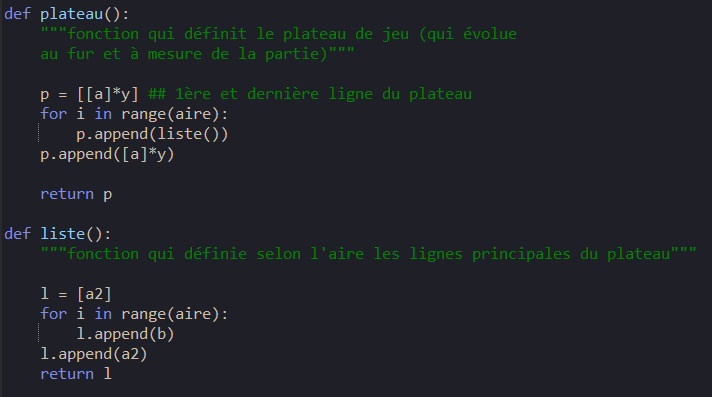 def plateau():
    """fonction qui définit le plateau de jeu (qui évolue
    au fur et à mesure de la partie)"""
    p = [[a]*y] ## 1ère et dernière ligne du plateau
    for i in range(aire):
        p.append(liste())
    p.append([a]*y)
    return p
def liste():
    """fonction qui définie selon l'aire les lignes principales du plateau"""
    l = [a2]
    for i in range(aire):
        l.append(b)
    l.append(a2)
    return l